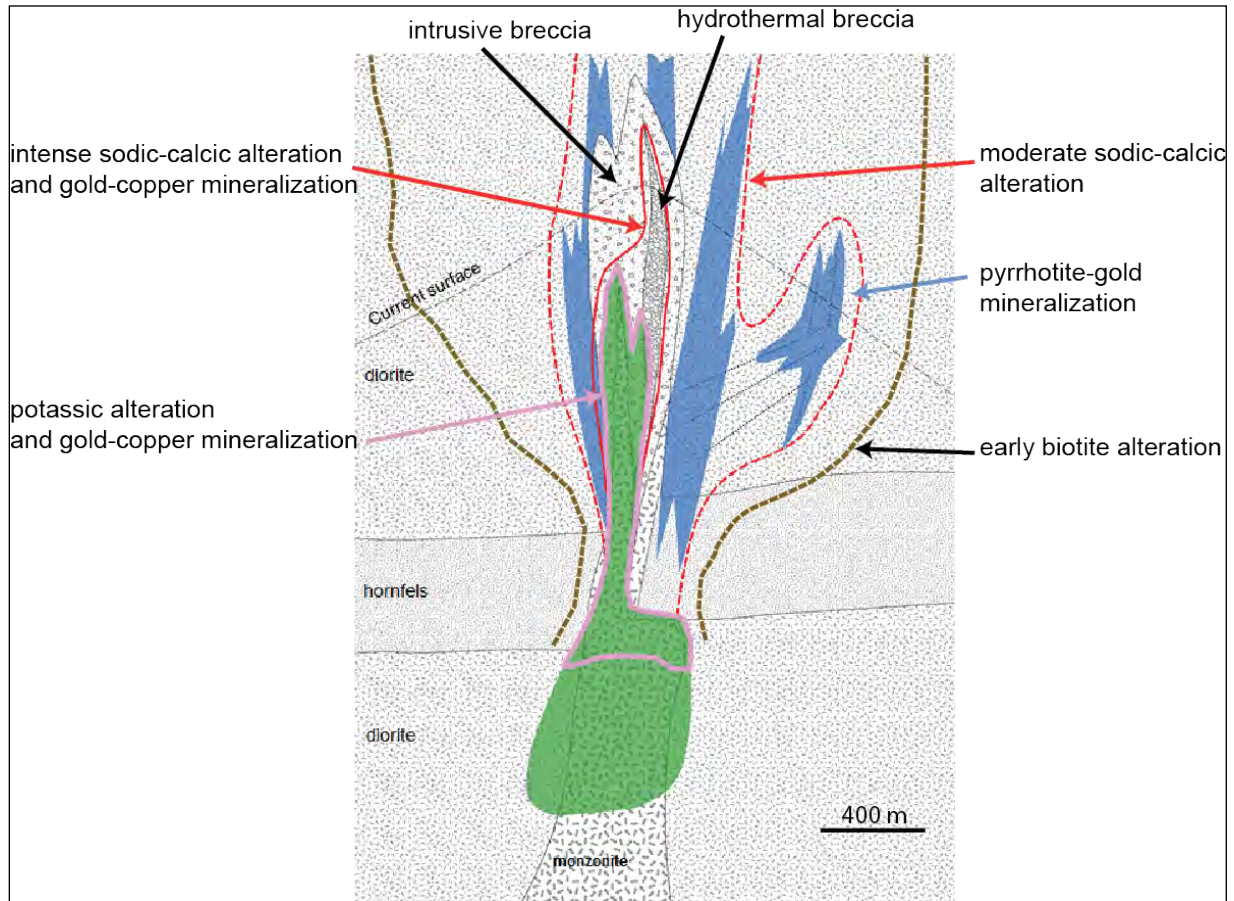 intrusive breccia
hydrothermal breccia
intense sodic-calcic alteration
and gold-copper mineralization
moderate sodic-calcic
alteration
pyrrhotite-gold
mineralization
Current surface
diorite
potassic alteration
and gold-copper mineralization
early biotite alteration
hornfels
diorite
400 m
monzonite